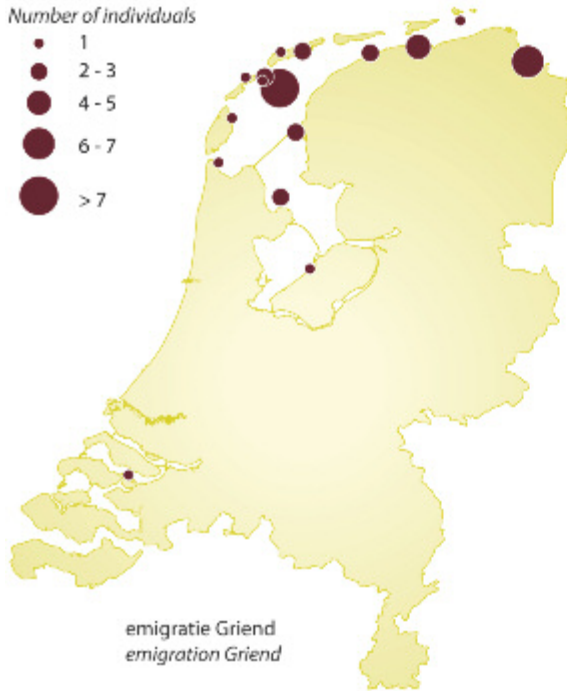 Number of individuals
1
2 - 3
4 - 5
6 - 7
> 7
emigratie Griend
emigration Griend